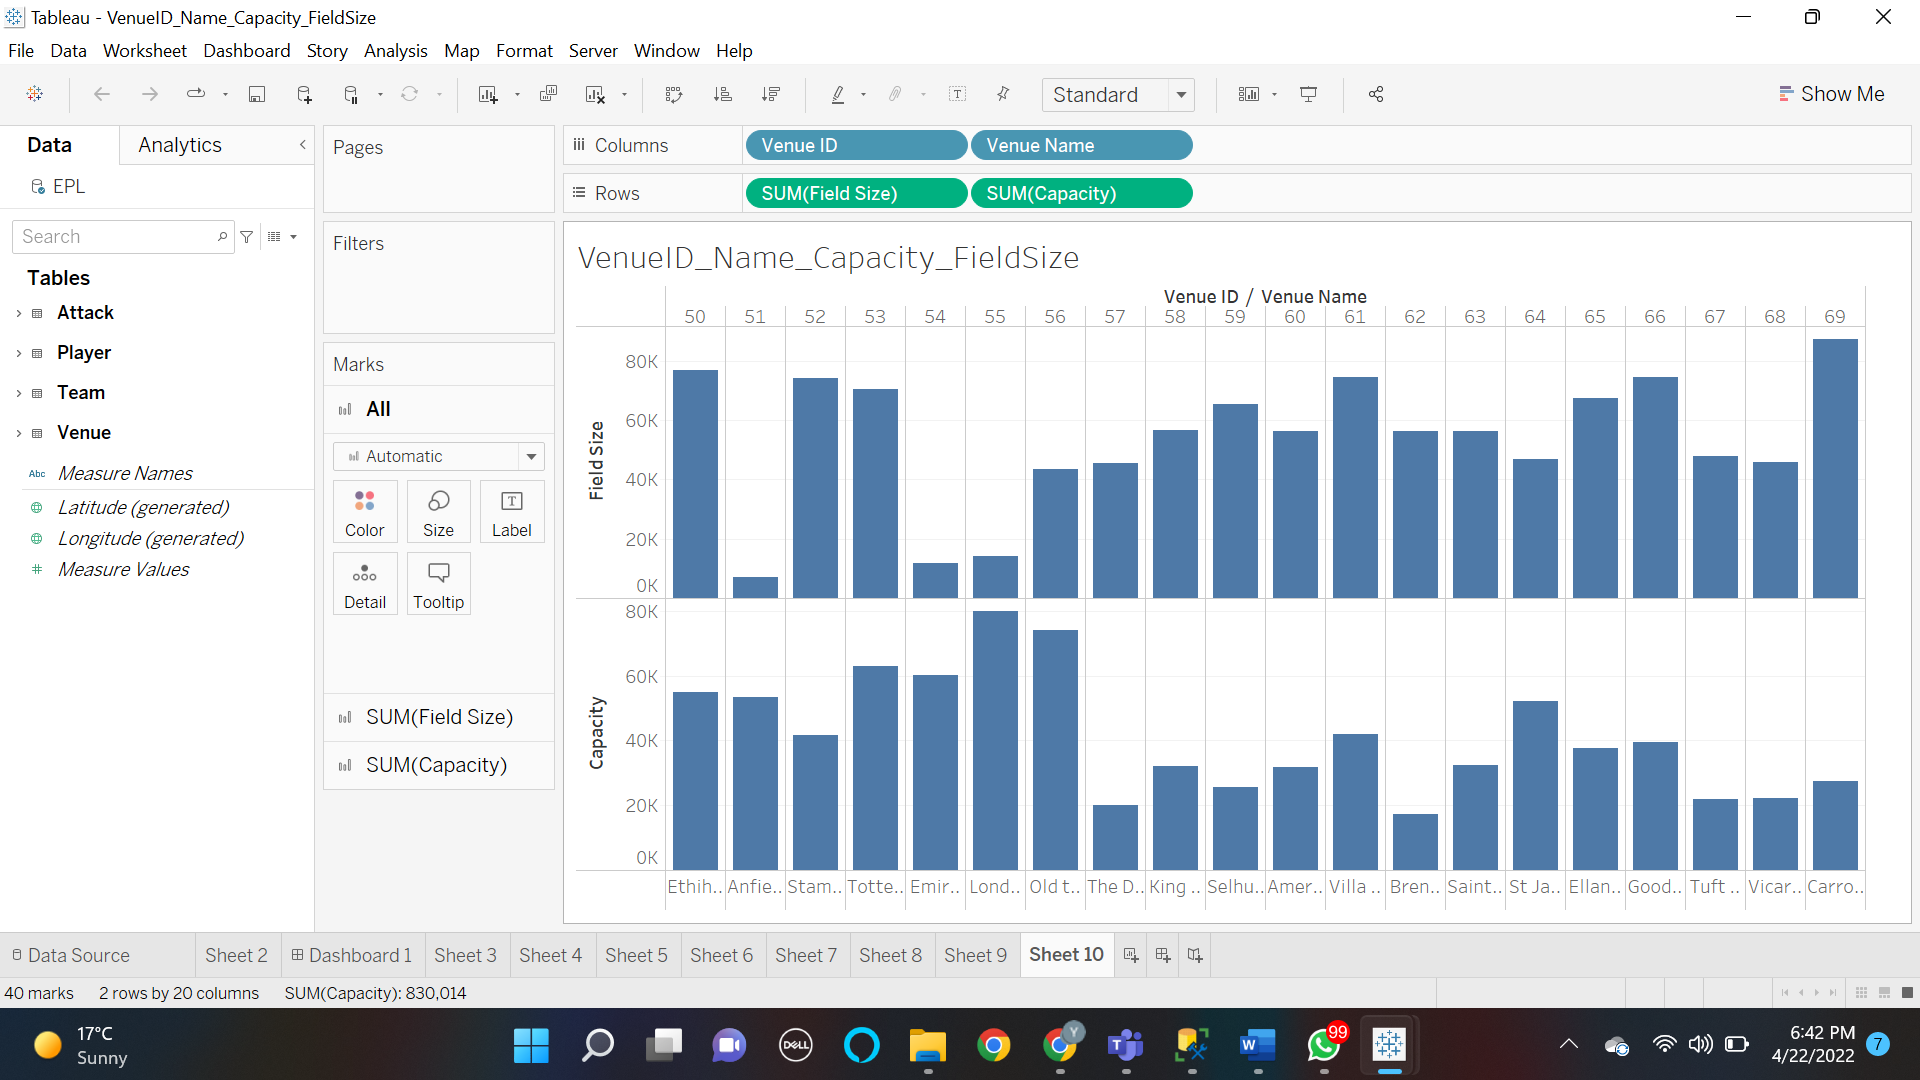 Tableau - VenueID_Name_Capacity_FieldSize
File Data Worksheet Dashboard Story Analysis Map Format Server Window Help
Standard
Show Me
Data
Analytics
EPL
Search
Tables
Attack
Player
Team
Venue
Abc Measure Names
Latitude (generated)
Longitude (generated)
# Measure Values
Pages
Filters
Marks
All
Automatic
Color Size T Label
Detail Tooltip
SUM(Field Size)
SUM(Capacity)
Columns Venue ID Venue Name
Rows SUM(Field Size) SUM(Capacity)
VenueID_Name_Capacity_FieldSize
Venue ID / Venue Name
50 51 52 53 54 55 56 57 58 59 60 61 62 63 64 65 66 67 68 69
Field Size
80K
60K
40K
20K
0K
Capacity
80K
60K
40K
20K
0K
Ethih.. Anfie.. Stam.. Totte.. Emir.. Lond.. Old t.. The D.. King .. Selhu.. Amer.. Villa .. Bren.. Saint.. St Ja.. Ellan.. Good.. Tuft .. Vicar.. Carro..
Data Source Sheet 2 Dashboard 1 Sheet 3 Sheet 4 Sheet 5 Sheet 6 Sheet 7 Sheet 8 Sheet 9 Sheet 10
40 marks 2 rows by 20 columns SUM(Capacity): 830,014
17°C
Sunny
DELL
Y
T
W
99
6:42 PM
4/22/2022
7